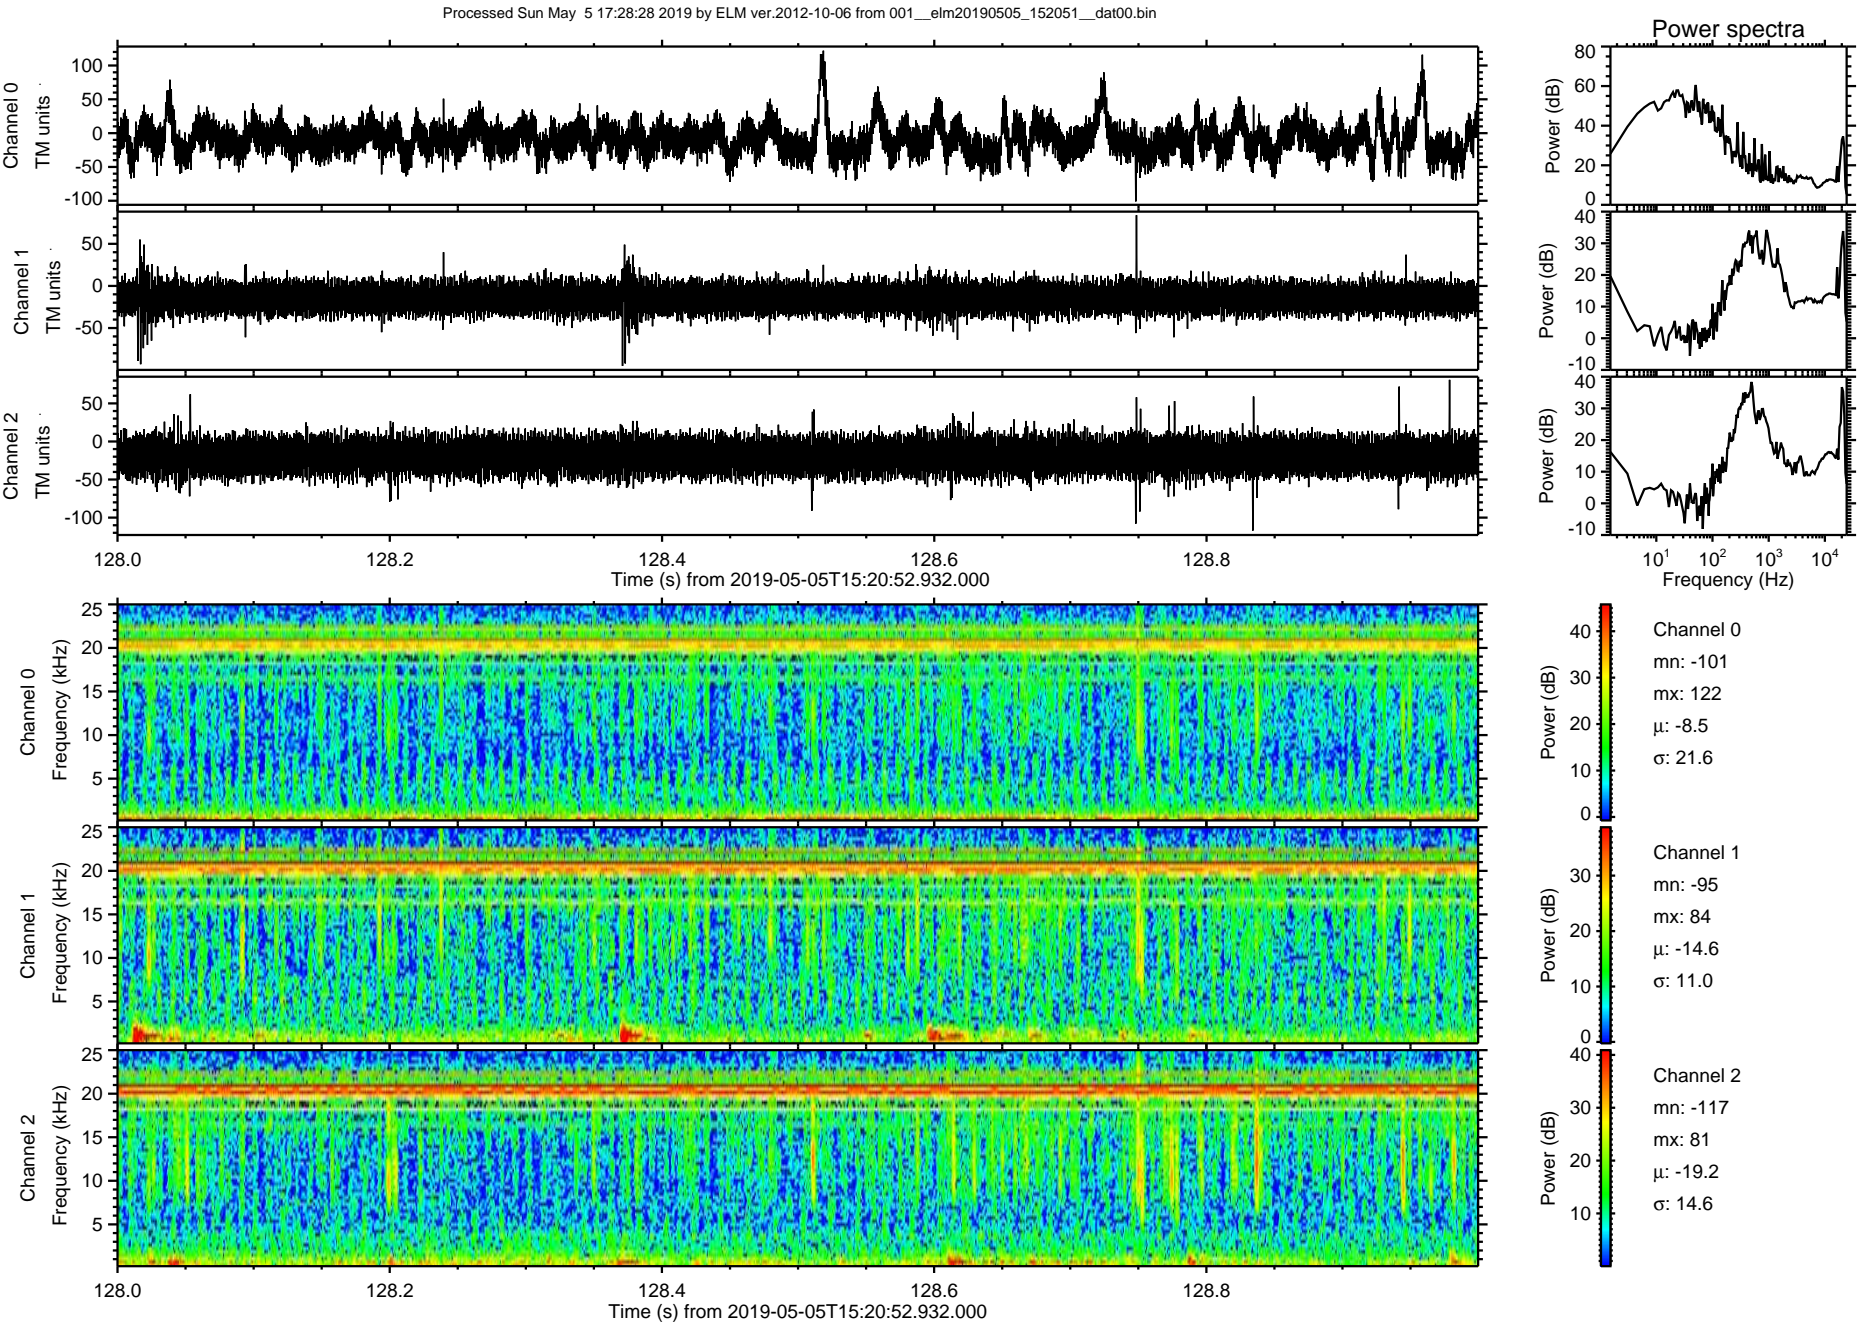 Processed Sun May 5 17:28:28 2019 by ELM ver.2012-10-06 from 001__elm20190505_152051__dat00.bin
Power spectra
Channel 0
TM units
100
50
0
-50
-100
Power (dB)
80
60
40
20
0
Channel 1
TM units
50
0
-50
Power (dB)
40
30
20
10
0
-10
Channel 2
TM units
50
0
-50
-100
Power (dB)
40
30
20
10
0
-10
128.0 128.2 128.4 128.6 128.8
Time (s) from 2019-05-05T15:20:52.932.000
10^1 10^2 10^3 10^4
Frequency (Hz)
Channel 0
Frequency (kHz)
25
20
15
10
5
Power (dB)
40
30
20
10
0
Channel 0
mn: -101
mx: 122
μ: -8.5
σ: 21.6
Channel 1
Frequency (kHz)
25
20
15
10
5
Power (dB)
30
20
10
0
Channel 1
mn: -95
mx: 84
μ: -14.6
σ: 11.0
Channel 2
Frequency (kHz)
25
20
15
10
5
Power (dB)
40
30
20
10
Channel 2
mn: -117
mx: 81
μ: -19.2
σ: 14.6
128.0 128.2 128.4 128.6 128.8
Time (s) from 2019-05-05T15:20:52.932.000